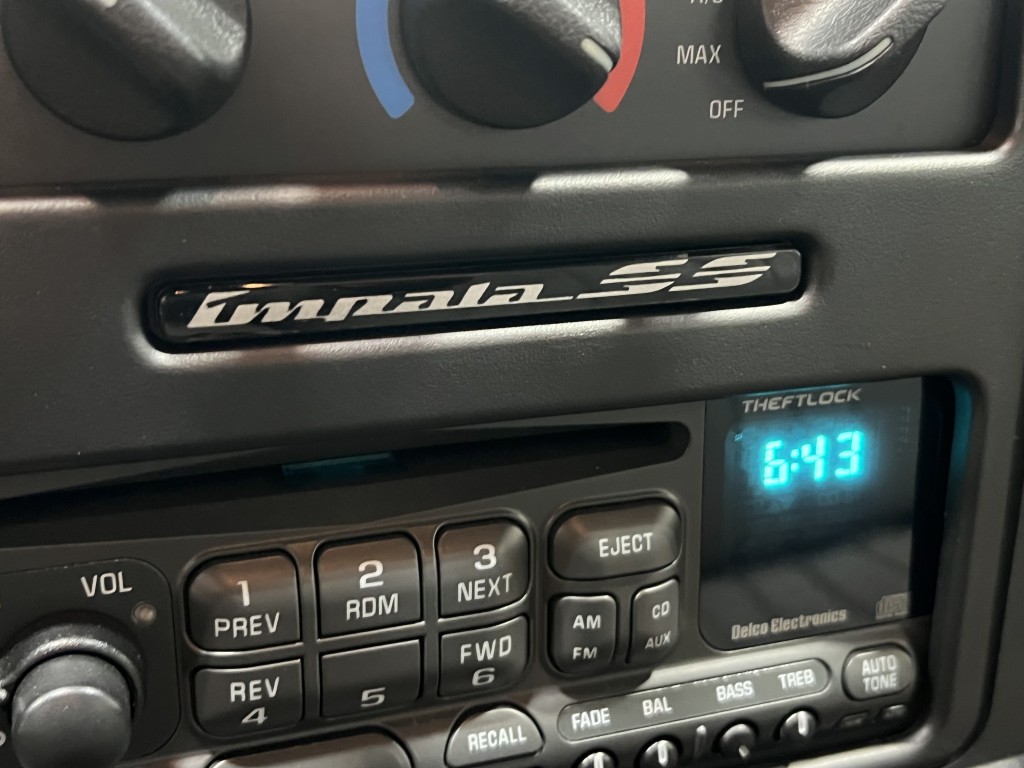 MAX
OFF
Impala SS
THEFTLOCK
6:43
VOL
1
PREV
2
RDM
3
NEXT
EJECT
AM
FM
CD
AUX
REV
4
5
FWD
6
Delco Electronics
RECALL
FADE BAL BASS TREB
AUTO
TONE